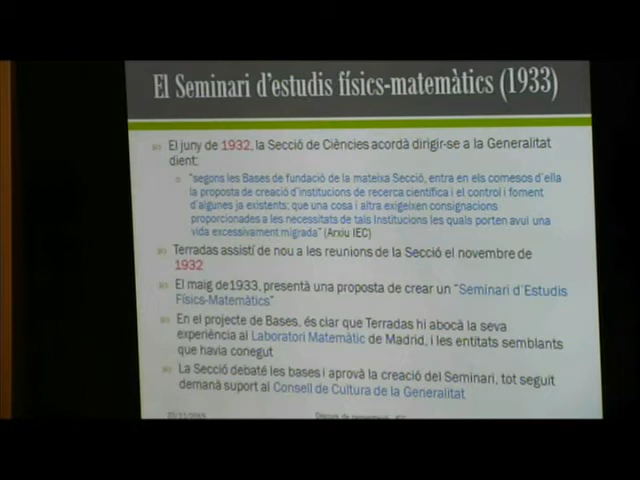 El Seminari d'estudis físics-matemàtics (1933)
El juny de 1932, la Secció de Ciències acordà dirigir-se a la Generalitat
dient:
"segons les Bases de fundació de la mateixa Secció, entra en els comesos d'ella
la proposta de creació d'institucions de recerca científica i el control i foment
d'algunes ja existents; que una cosa i altra exigeixen consignacions
proporcionades a les necessitats de tals Institucions les quals porten avui una
vida excessivament migrada" (Arxiu IEC)
Terradas assistí de nou a les reunions de la Secció el novembre de
1932
El maig de1933, presentà una proposta de crear un "Seminari d'Estudis
Físics-Matemàtics"
En el projecte de Bases, és clar que Terradas hi abocà la seva
experiència al Laboratori Matemàtic de Madrid, i les entitats semblants
que havia conegut
La Secció debaté les bases i aprovà la creació del Seminari, tot seguit
demanà suport al Consell de Cultura de la Generalitat